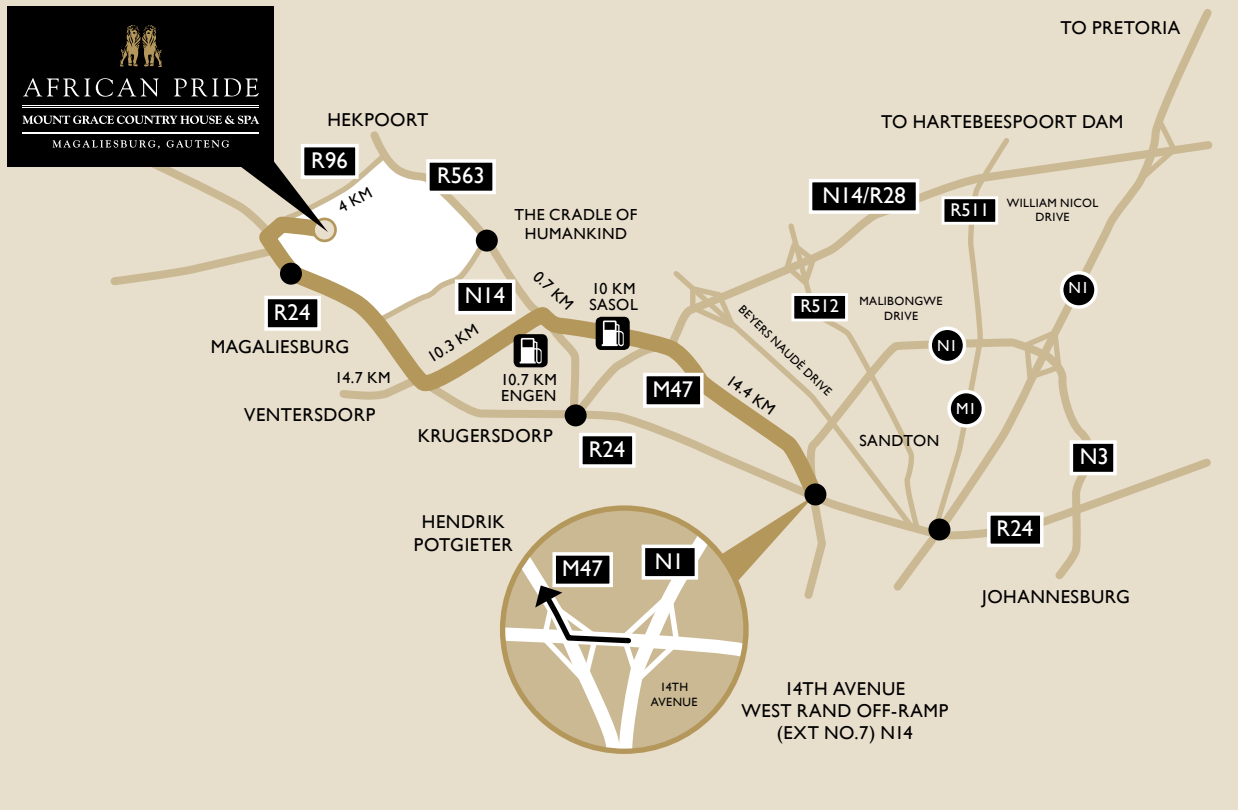 AFRICAN PRIDE
MOUNT GRACE COUNTRY HOUSE & SPA
MAGALIESBURG, GAUTENG
TO PRETORIA
HEKPOORT
TO HARTEBEESPOORT DAM
R96
R563
4 KM
N14/R28
R511
WILLIAM NICOL
DRIVE
THE CRADLE OF
HUMANKIND
0.7 KM
N14
10 KM
SASOL
R24
R512
MALIBONGWE
DRIVE
N1
N1
BEYERS NAUDÈ DRIVE
MAGALIESBURG
10.3 KM
14.7 KM
10.7 KM
ENGEN
M47
14.4 KM
M1
VENTERSDORP
KRUGERSDORP
R24
SANDTON
N3
HENDRIK
POTGIETER
R24
M47
N1
JOHANNESBURG
14TH
AVENUE
14TH AVENUE
WEST RAND OFF-RAMP
(EXT NO.7) N14